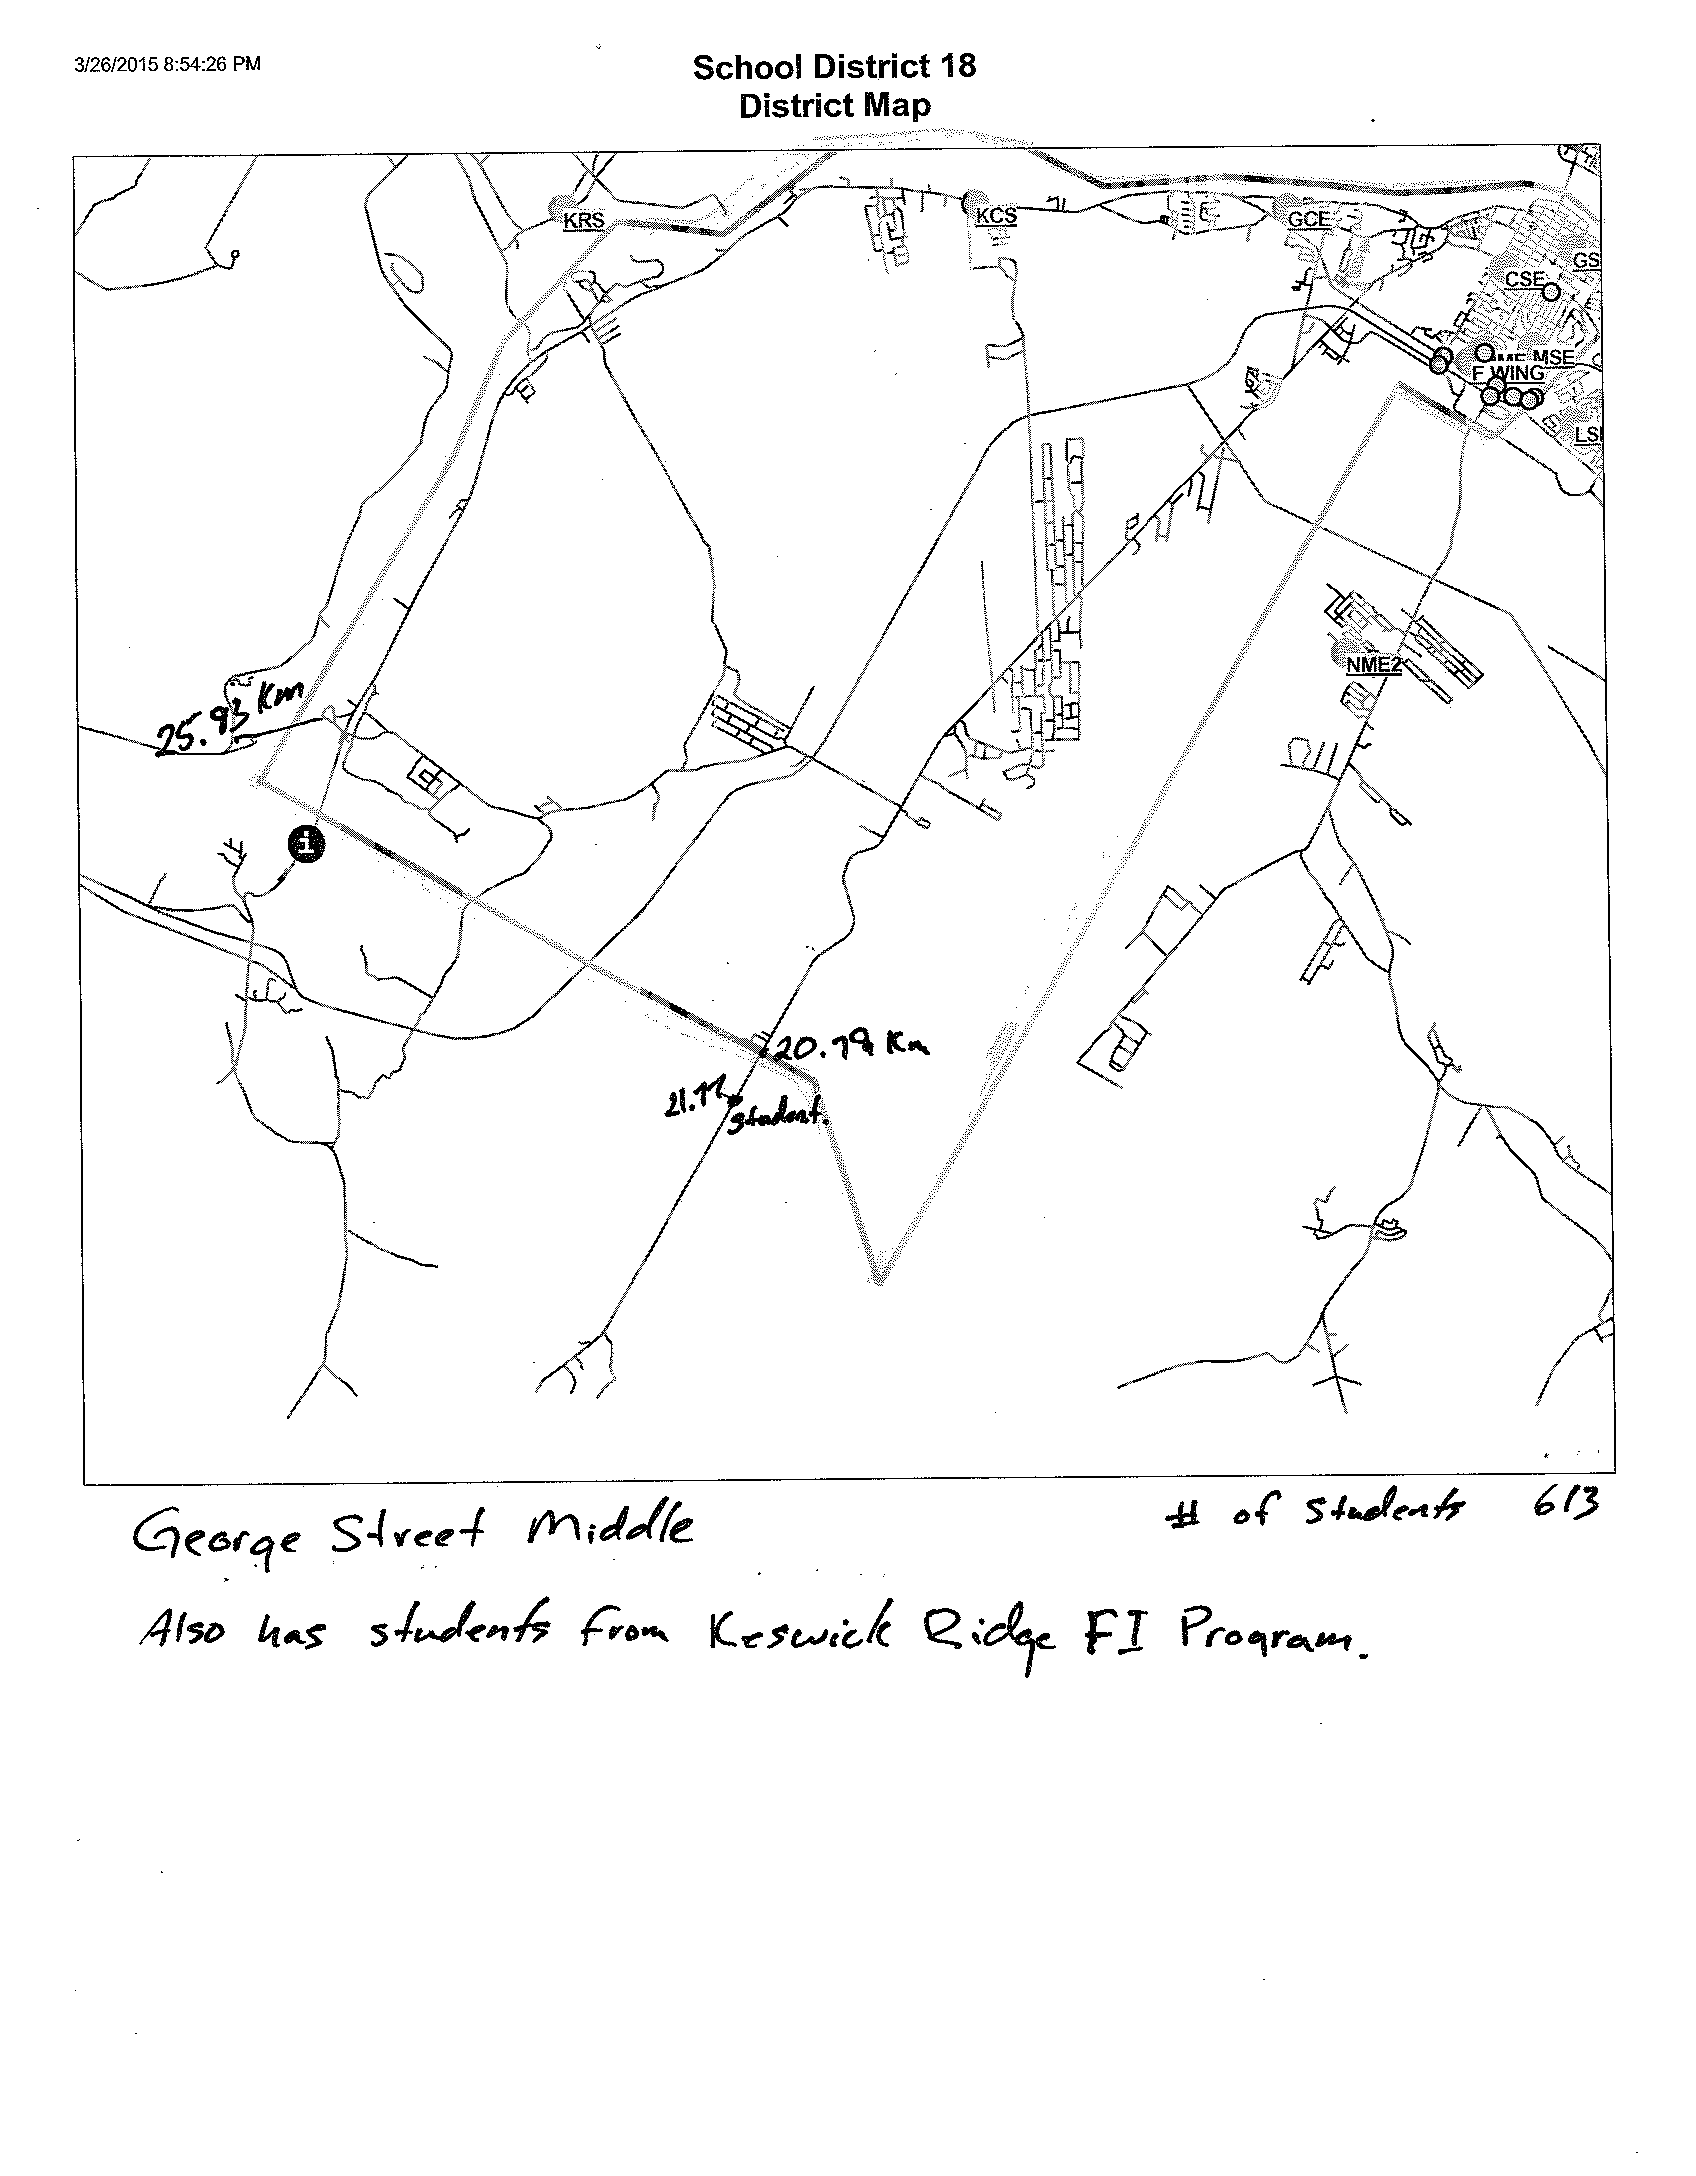 3/26/2015 8:54:26 PM
School District 18
District Map
KRS
KCS
GCE
GS
CSE
MSE
F WING
LS
NME2
25.93 Km
20.79 Km
21.77
student.
George Street Middle
# of Students 613
Also has students from Keswick Ridge FI Program.